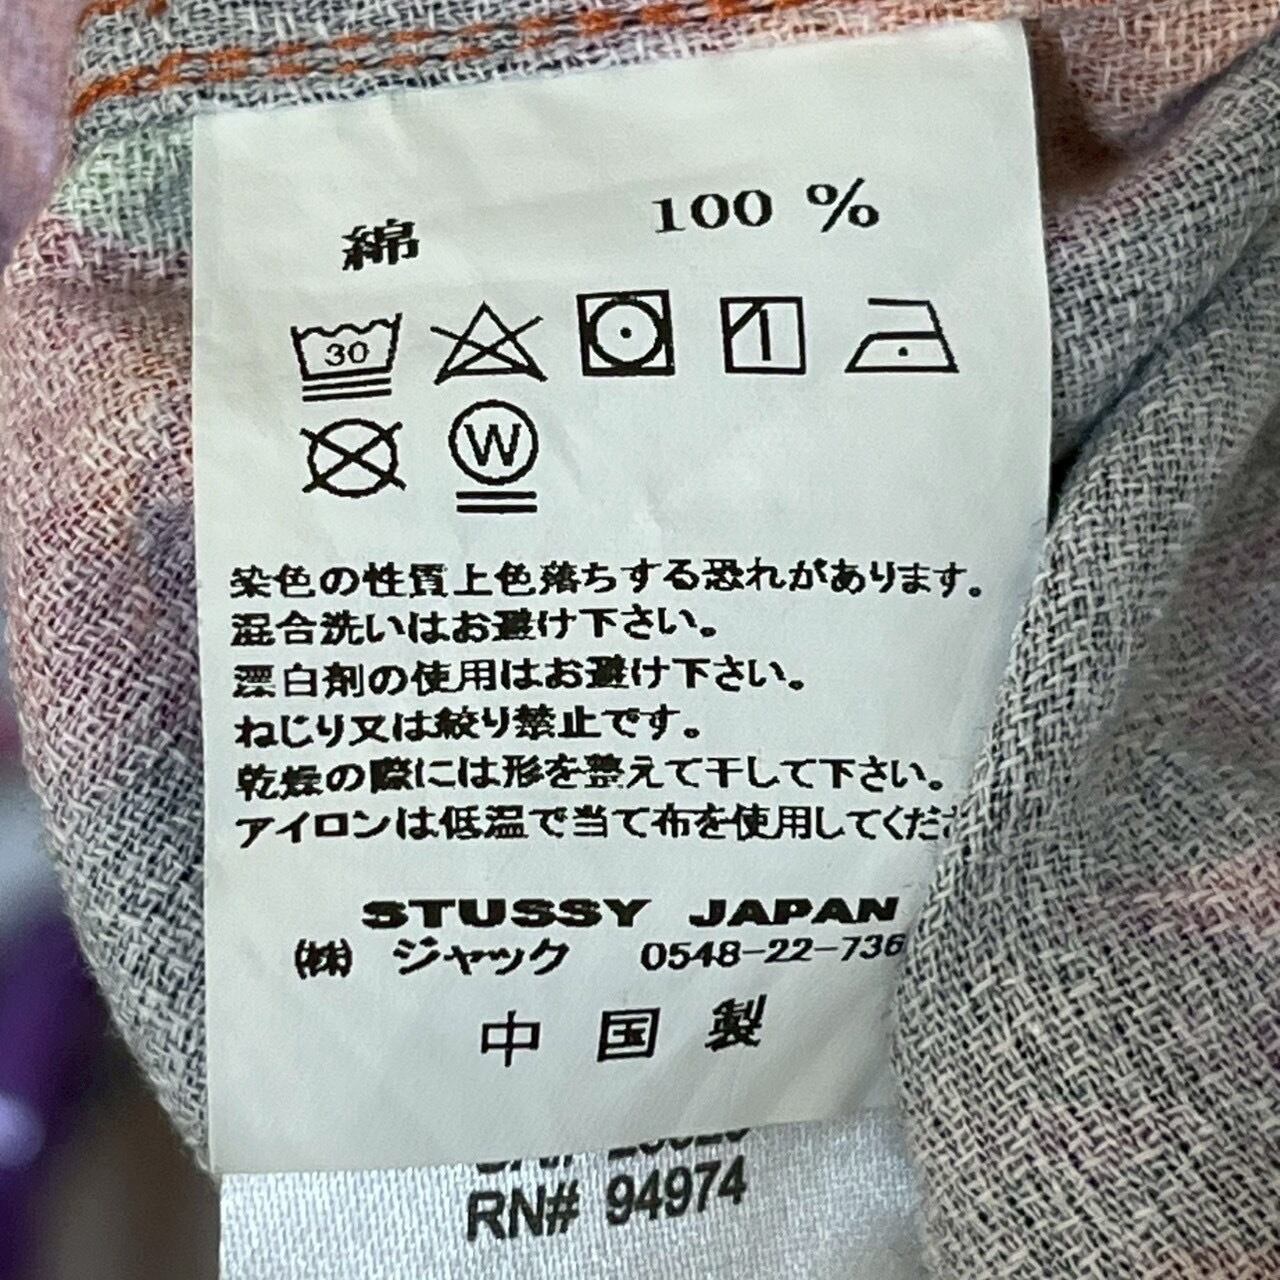 綿 100 %
30
W
染色の性質上色落ちする恐れがあります。
混合洗いはお避け下さい。
漂白剤の使用はお避け下さい。
ねじり又は絞り禁止です。
乾燥の際には形を整えて干して下さい。
アイロンは低温で当て布を使用してくださ
STUSSY JAPAN
(株) ジャック 0548-22-736
中国製
RN# 94974